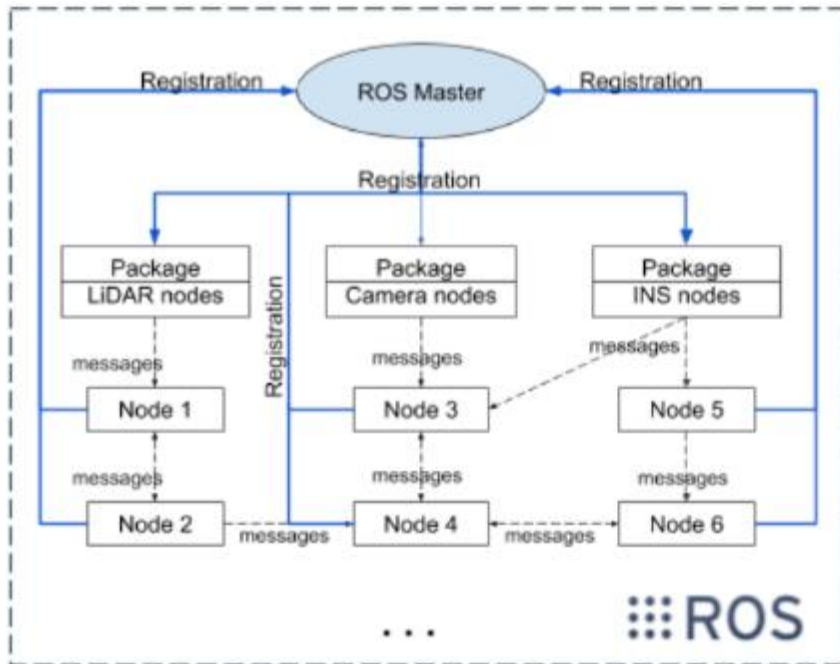 Registration
ROS Master
Registration
Registration
Package
LiDAR nodes
Package
Camera nodes
Package
INS nodes
Registration
messages
messages
messages
Node 1
Node 3
Node 5
messages
messages
messages
Node 2
messages
Node 4
messages
Node 6
...
ROS